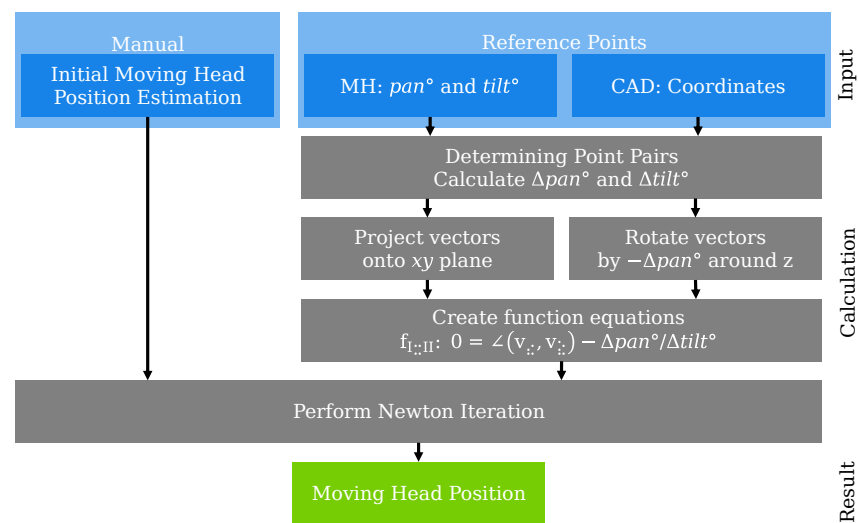 Manual
Initial Moving Head
Position Estimation
Reference Points
MH: pan° and tilt°
CAD: Coordinates
Input
Determining Point Pairs
Calculate Δpan° and Δtilt°
Project vectors
onto xy plane
Rotate vectors
by −Δpan° around z
Calculation
Create function equations
0 = ∠(v, v) − Δpan°/Δtilt°
Perform Newton Iteration
Moving Head Position
Result